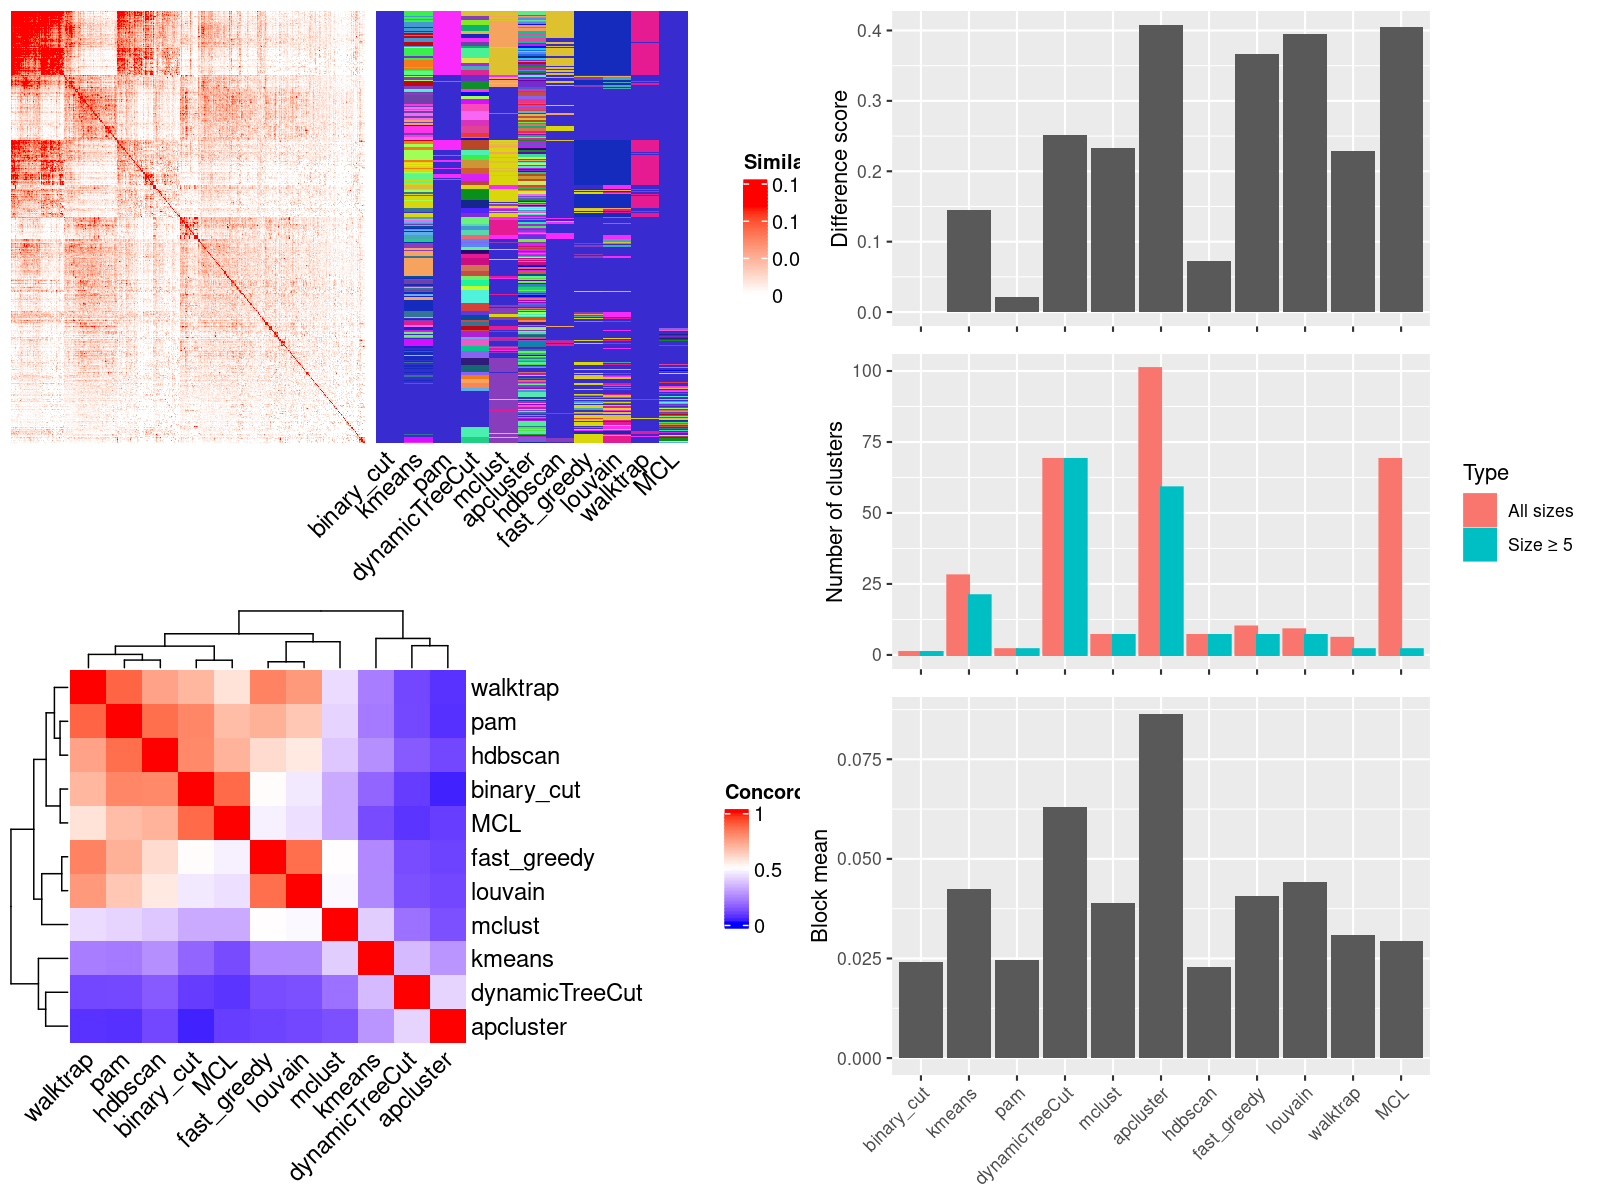 Simila
0.1
0.1
0.0
0
binary_cut
kmeans
pam
dynamicTreeCut
mclust
apcluster
hdbscan
fast_greedy
louvain
walktrap
MCL
walktrap
pam
hdbscan
binary_cut
MCL
fast_greedy
louvain
mclust
kmeans
dynamicTreeCut
apcluster
walktrap
pam
hdbscan
binary_cut
MCL
fast_greedy
louvain
mclust
kmeans
dynamicTreeCut
apcluster
Concord
1
0.5
0
Difference score
0.4
0.3
0.2
0.1
0.0
Number of clusters
100
75
50
25
0
Type
All sizes
Size ≥ 5
Block mean
0.075
0.050
0.025
0.000
binary_cut
kmeans
pam
dynamicTreeCut
mclust
apcluster
hdbscan
fast_greedy
louvain
walktrap
MCL